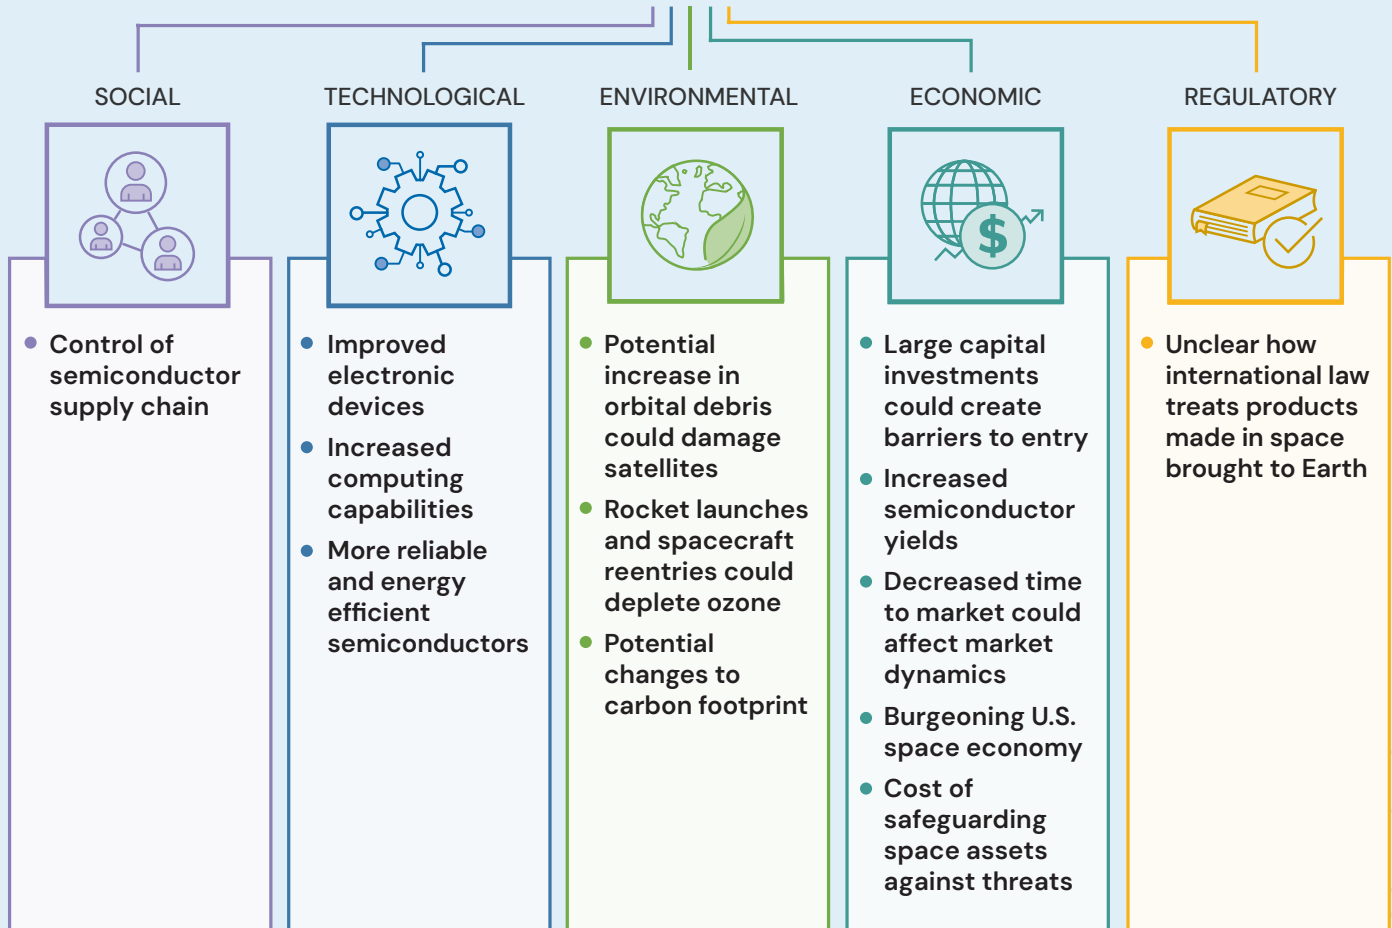 SOCIAL
Control of
semiconductor
supply chain
TECHNOLOGICAL
Improved
electronic
devices
Increased
computing
capabilities
More reliable
and energy
efficient
semiconductors
ENVIRONMENTAL
Potential
increase in
orbital debris
could damage
satellites
Rocket launches
and spacecraft
reentries could
deplete ozone
Potential
changes to
carbon footprint
ECONOMIC
$
Large capital
investments
could create
barriers to entry
Increased
semiconductor
yields
Decreased time
to market could
affect market
dynamics
Burgeoning U.S.
space economy
Cost of
safeguarding
space assets
against threats
REGULATORY
Unclear how
international law
treats products
made in space
brought to Earth